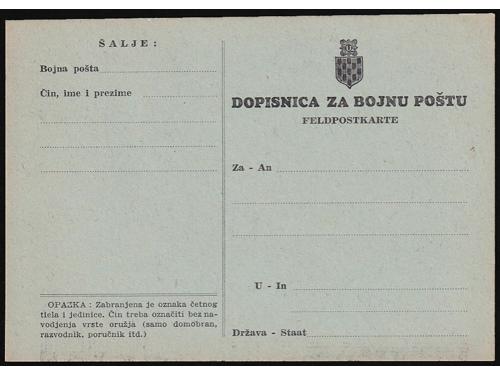 ŠALJE:
Bojna pošta
Čin, ime i prezime
OPAZKA: Zabranjena je oznaka četnog
tiela i jedinice. Čin treba označiti bez na-
vodjenja vrste oružja (samo domobran,
razvodnik, poručnik itd.)
DOPISNICA ZA BOJNU POŠTU
FELDPOSTKARTE
Za - An
U - In
Država - Staat